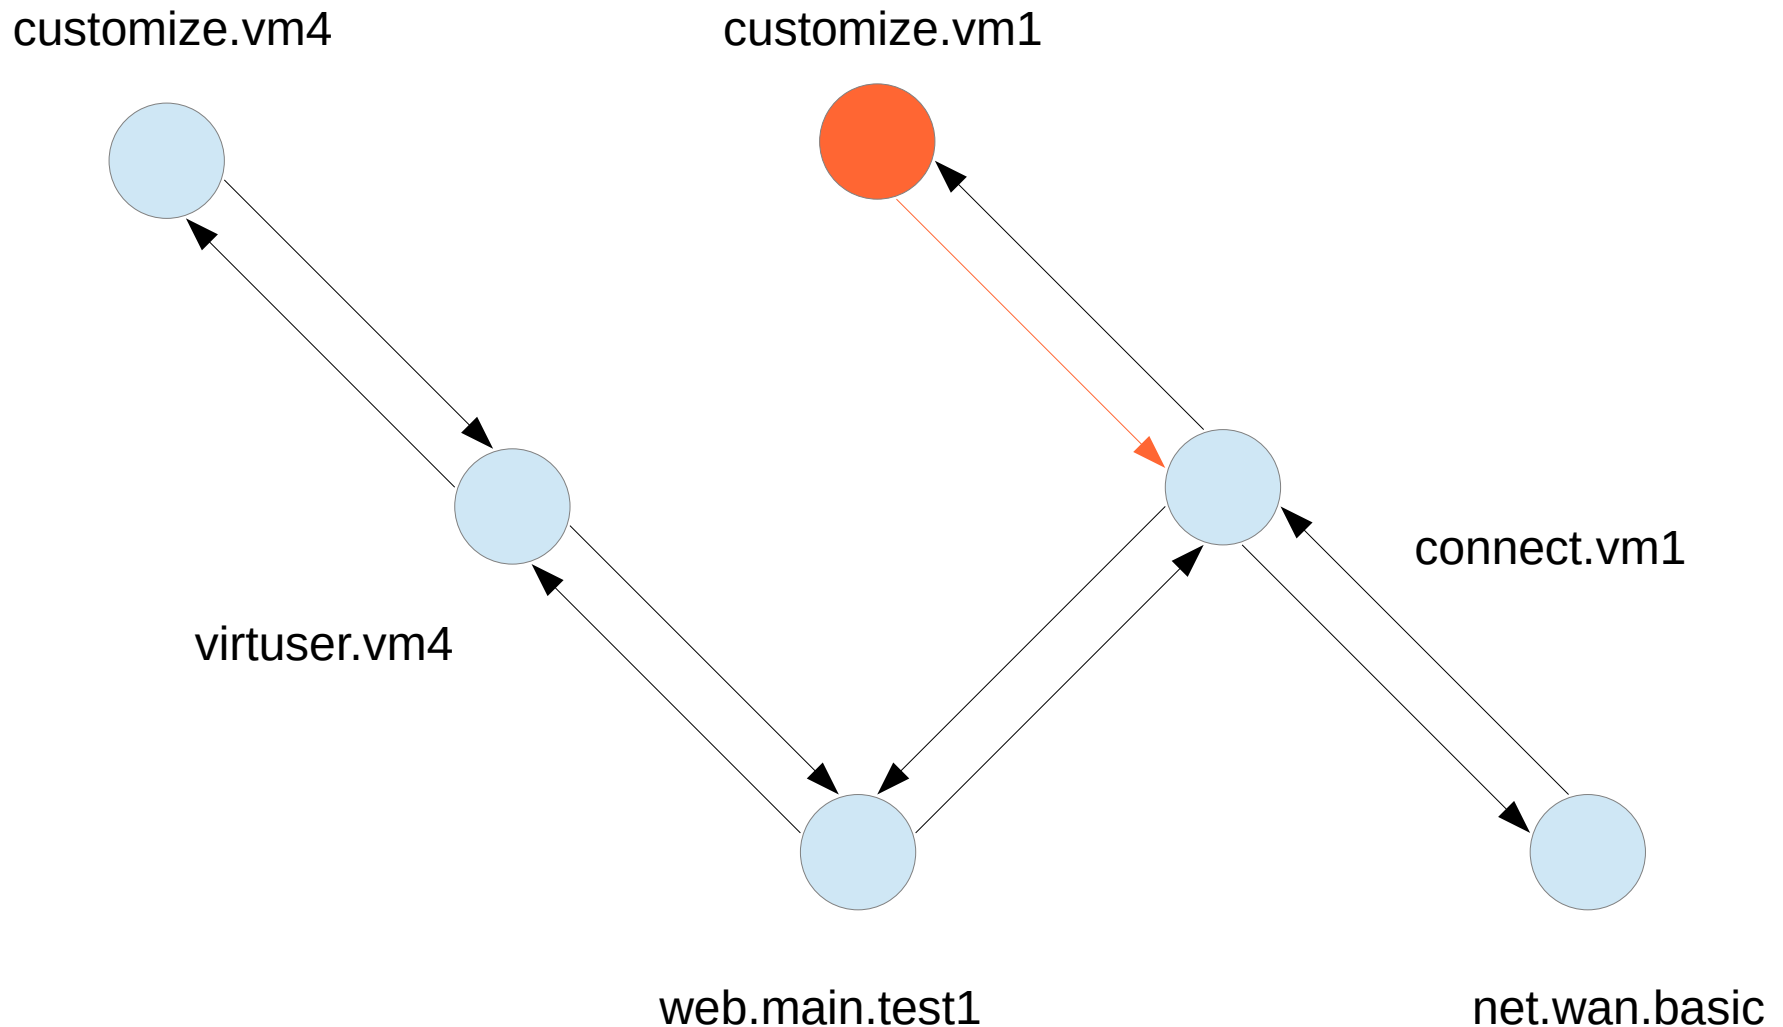 customize.vm4
customize.vm1
connect.vm1
virtuser.vm4
web.main.test1
net.wan.basic